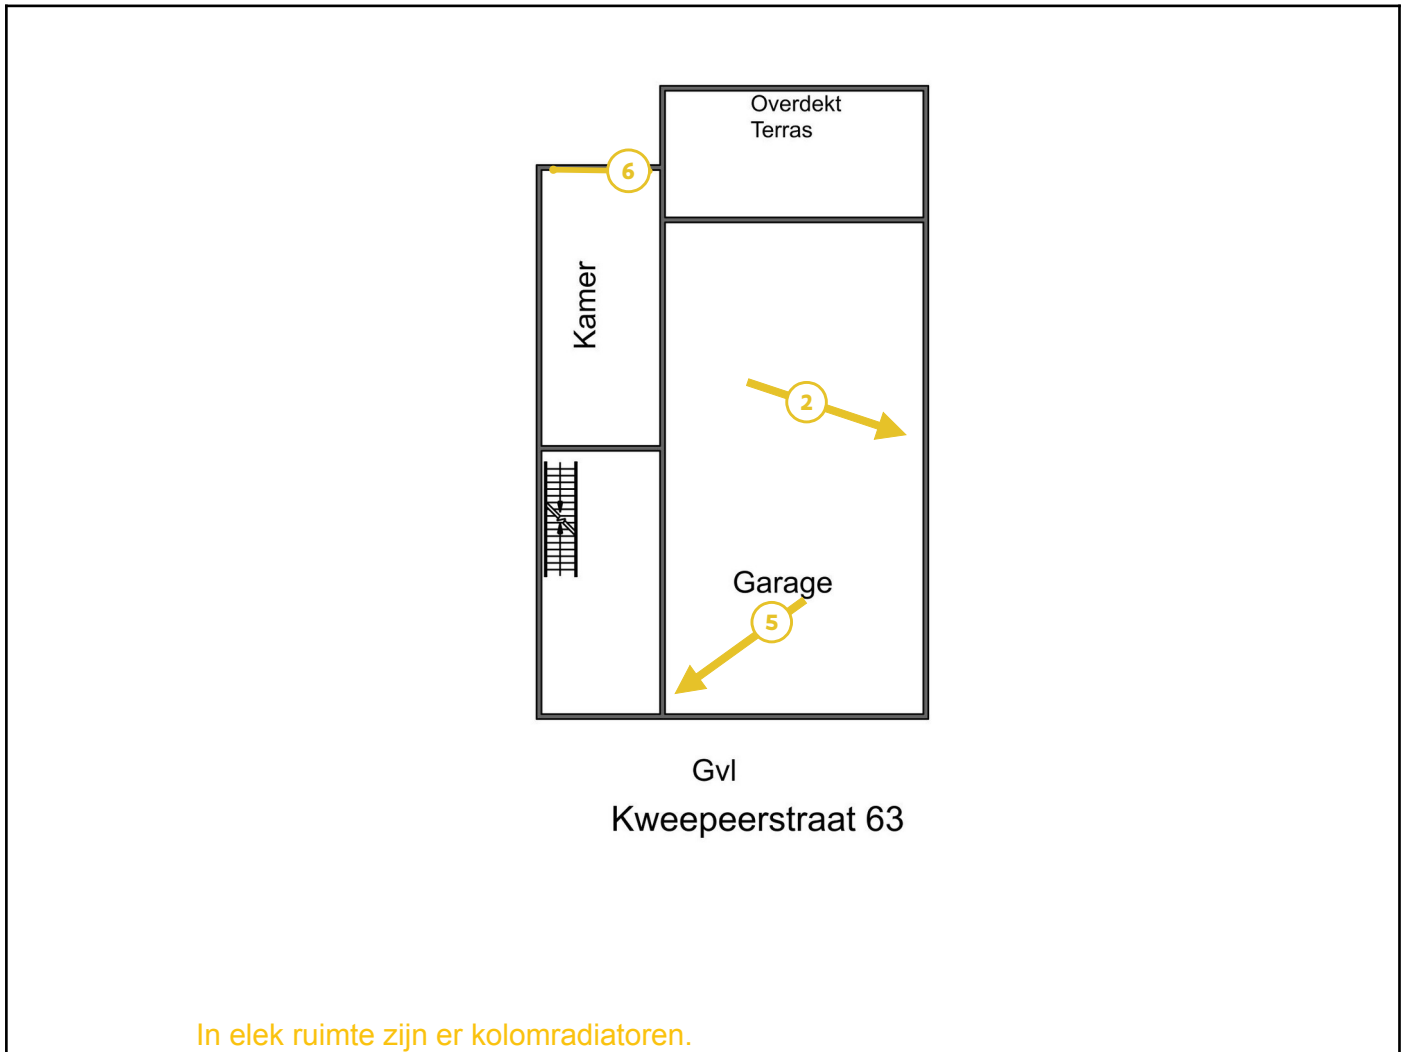 Overdekt
Terras
6
Kamer
2
Garage
5
Gvl
Kweepeerstraat 63
In elek ruimte zijn er kolomradiatoren.